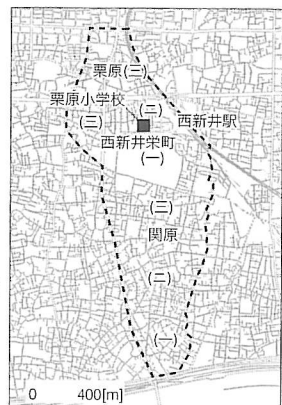 栗原(三)
栗原小学校
(二)
(三)
西新井駅
西新井栄町
(一)
(三)
関原
(二)
(一)
0 400[m]